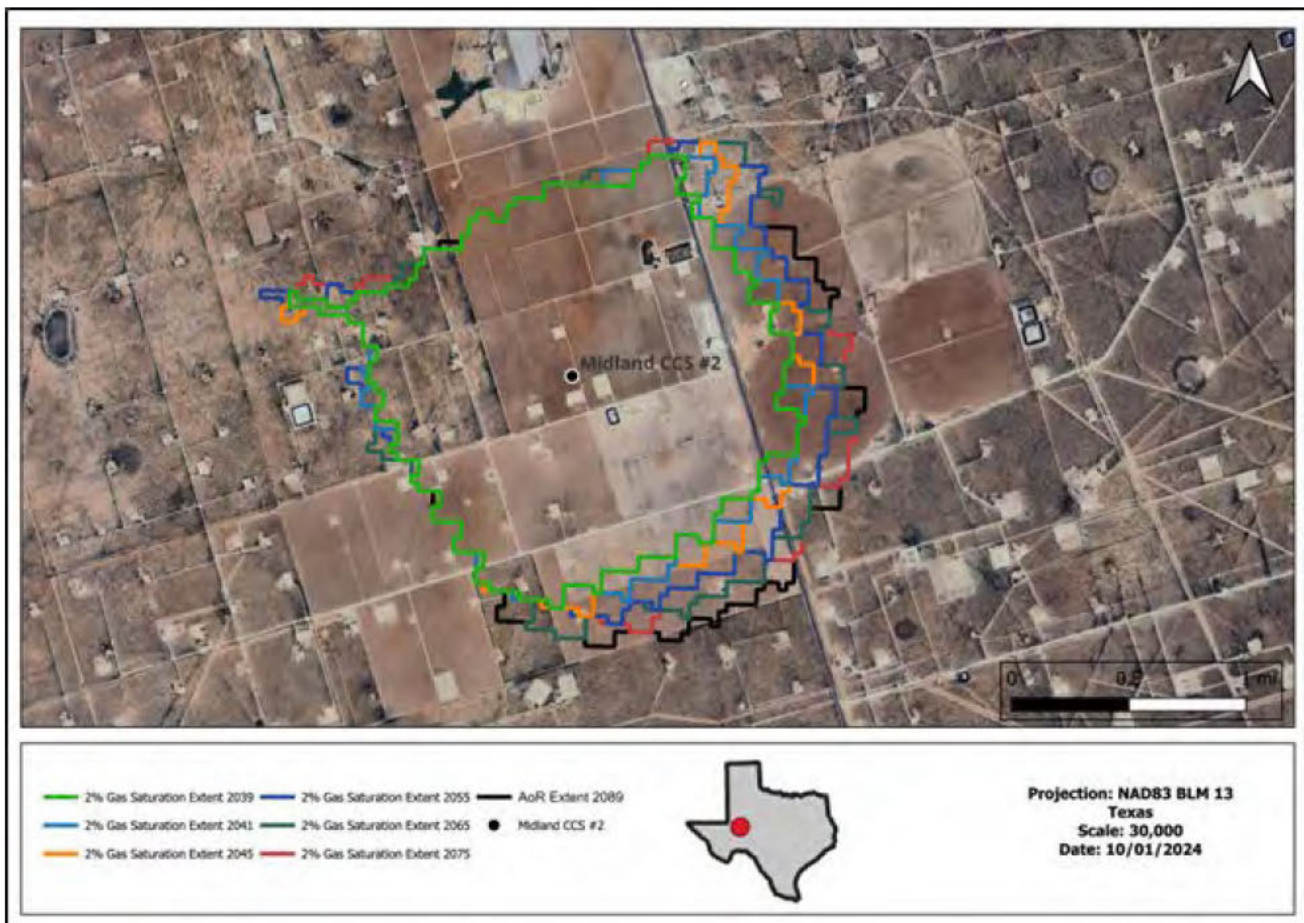 Midland CCS #2
0 0.5 1 mi
2% Gas Saturation Extent 2039
2% Gas Saturation Extent 2055
AoR Extent 2089
2% Gas Saturation Extent 2041
2% Gas Saturation Extent 2065
Midland CCS #2
2% Gas Saturation Extent 2045
2% Gas Saturation Extent 2075
Projection: NAD83 BLM 13
Texas
Scale: 30,000
Date: 10/01/2024